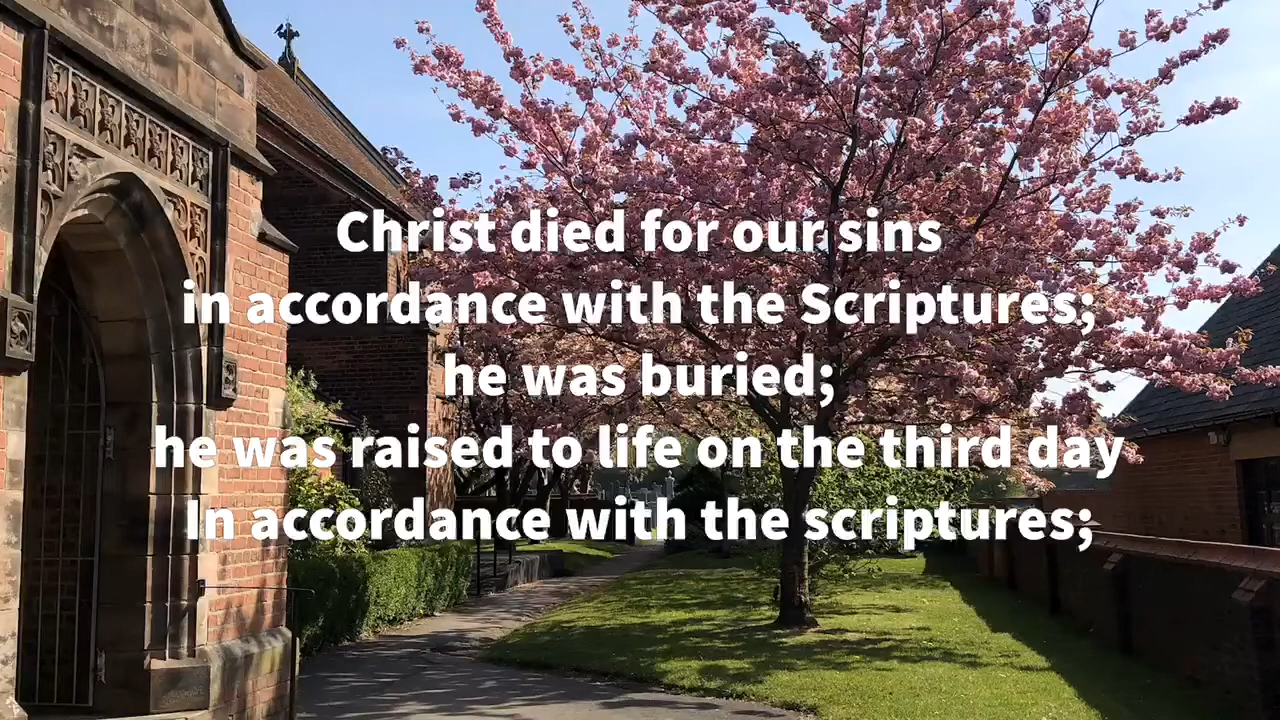 Christ died for our sins
in accordance with the Scriptures;
he was buried;
he was raised to life on the third day
In accordance with the scriptures;